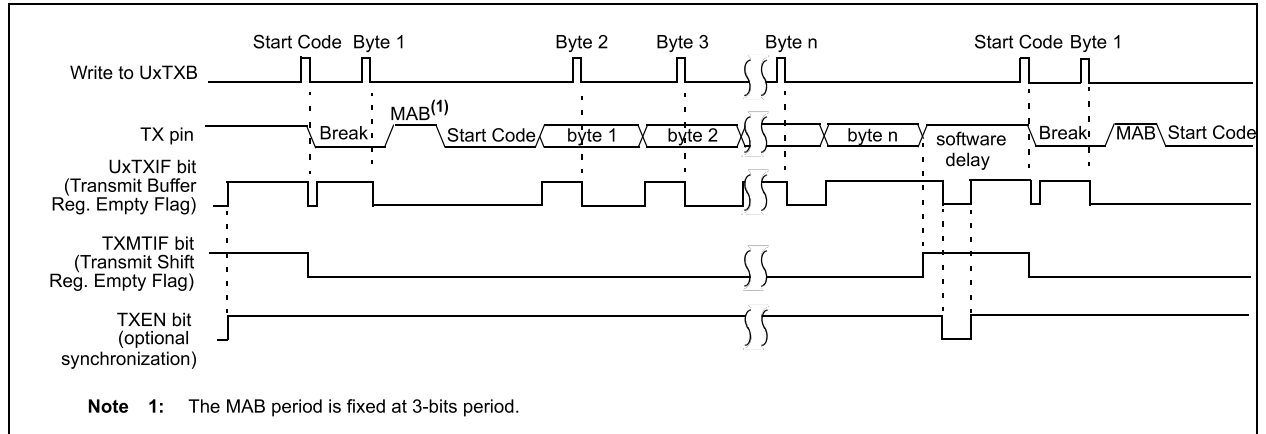 Start Code Byte 1 Byte 2 Byte 3 Byte n Start Code Byte 1
Write to UxTXB
MAB(1)
TX pin Break Start Code byte 1 byte 2 byte n software Break MAB Start Code
delay
UxTXIF bit
(Transmit Buffer
Reg. Empty Flag)
TXMTIF bit
(Transmit Shift
Reg. Empty Flag)
TXEN bit
(optional
synchronization)
Note 1: The MAB period is fixed at 3-bits period.